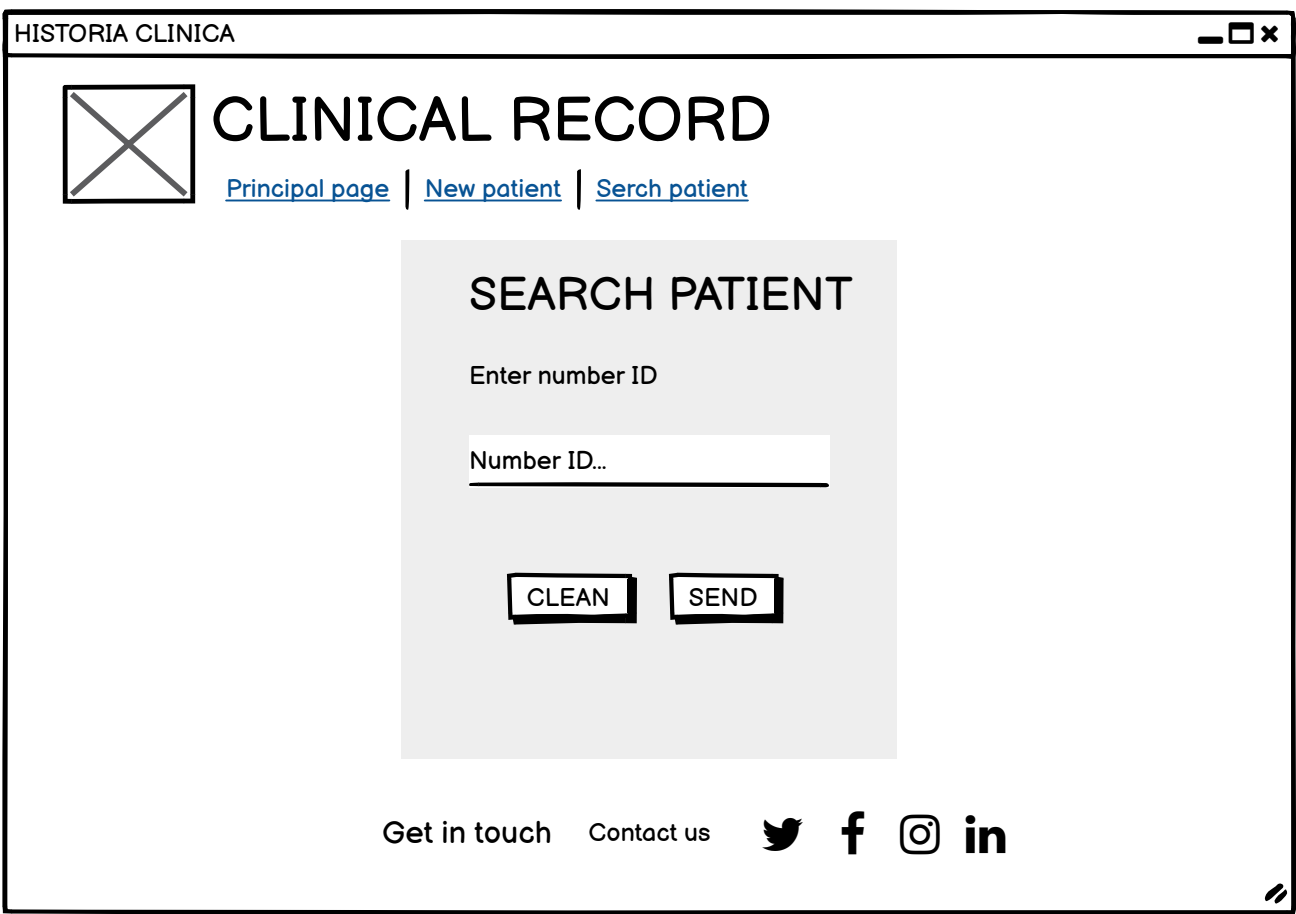 HISTORIA CLINICA
CLINICAL RECORD
Principal page | New patient | Serch patient
SEARCH PATIENT
Enter number ID
Number ID...
CLEAN SEND
Get in touch Contact us